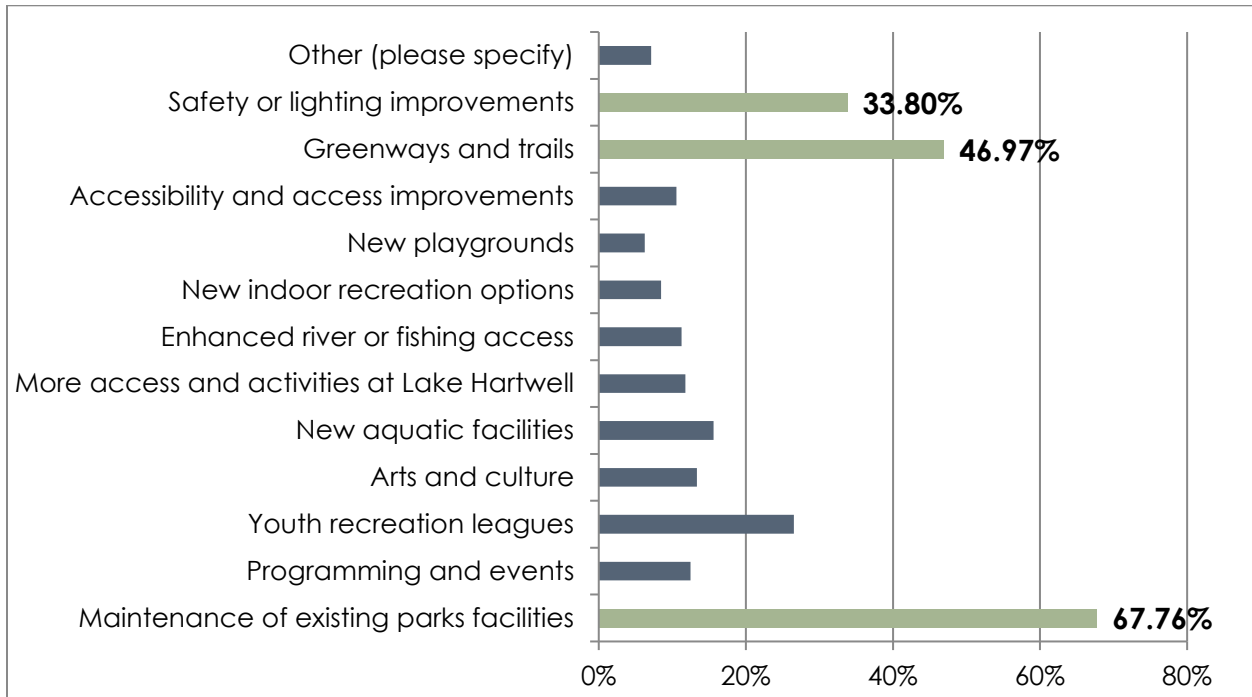 Other (please specify)
Safety or lighting improvements
33.80%
Greenways and trails
46.97%
Accessibility and access improvements
New playgrounds
New indoor recreation options
Enhanced river or fishing access
More access and activities at Lake Hartwell
New aquatic facilities
Arts and culture
Youth recreation leagues
Programming and events
Maintenance of existing parks facilities
67.76%
0%
20%
40%
60%
80%